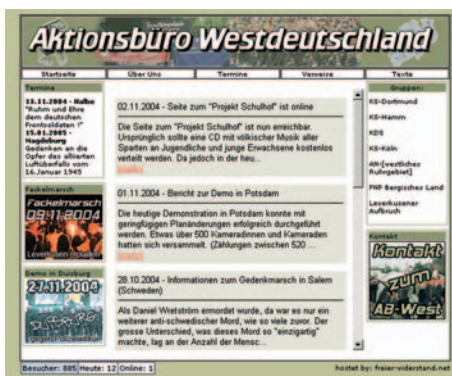 Aktionsbüro Westdeutschland
Startseite
Über Uns
Termine
Verweise
Texte
Termine
13.11.2004 - Halbe
"Ruhm und Ehre
dem deutschen
Frontsoldaten !"
15.01.2005 -
Magdeburg
Gedenken an die
Opfer des alliierten
Luftüberfalls vom
16.Januar 1945
Fackelmarsch
Fackelmarsch
09.11.2004
Leverkusen-Opladen
Demo in Duisburg
27.11.2004
DUISBURG
02.11.2004 - Seite zum "Projekt Schulhof" ist online
Die Seite zum "Projekt Schulhof" ist nun erreichbar.
Ursprünglich sollte eine CD mit völkischer Musik aller
Sparten an Jugendliche und junge Erwachsene kostenlos
verteilt werden. Da jedoch in der heu...
01.11.2004 - Bericht zur Demo in Potsdam
Die heutige Demonstration in Potsdam konnte mit
geringfügigen Planänderungen erfolgreich durchgeführt
werden. Etwas über 500 Kameradinnen und Kameraden
hatten sich versammelt. (Zählungen zwischen 520 ...
28.10.2004 - Informationen zum Gedenkmarsch in Salem
(Schweden)
Als Daniel Wretström ermordet wurde, da war es nur ein
weiterer anti-schwedischer Mord, wie so viele zuvor. Der
grosse Unterschied, was dieses Mord so "einzigartig"
machte, lag an der Anzahl der Mensc...
Gruppen:
KS-Dortmund
KS-Hamm
KDS
KS-Köln
AN-[westliches
Ruhrgebiet]
FNP Bergisches Land
Leverkusener
Aufbruch
Kontakt
Kontakt
zum
AB-West
Besucher: 885 Heute: 12 Online: 1
hostet by: freier-widerstand.net